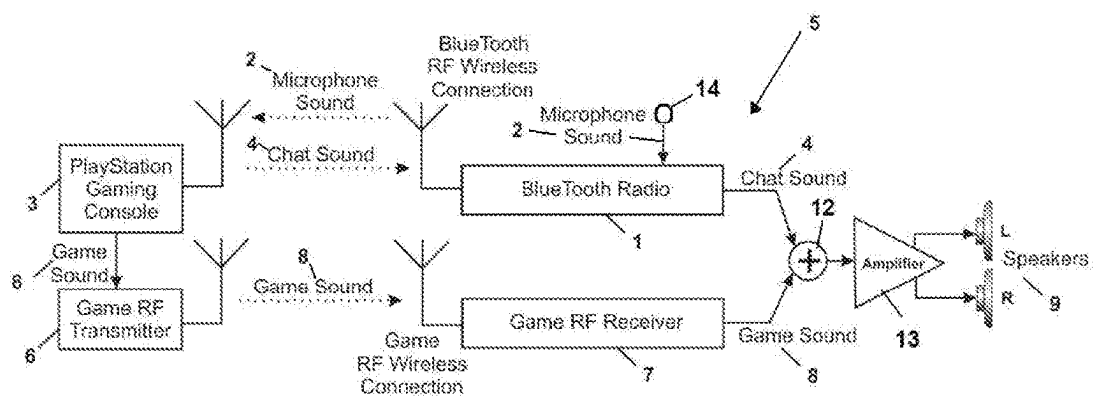 5
BlueTooth
RF Wireless
Connection
2
Microphone
Sound
14
Microphone
2 Sound
4
Chat Sound
4
Chat Sound
PlayStation
Gaming
Console
3
BlueTooth Radio
1
12
Game
Sound
8
8
Game Sound
Amplifier
13
L
Speakers
R
9
Game RF
Transmitter
6
Game RF Receiver
7
Game Sound
8
Game
RF Wireless
Connection